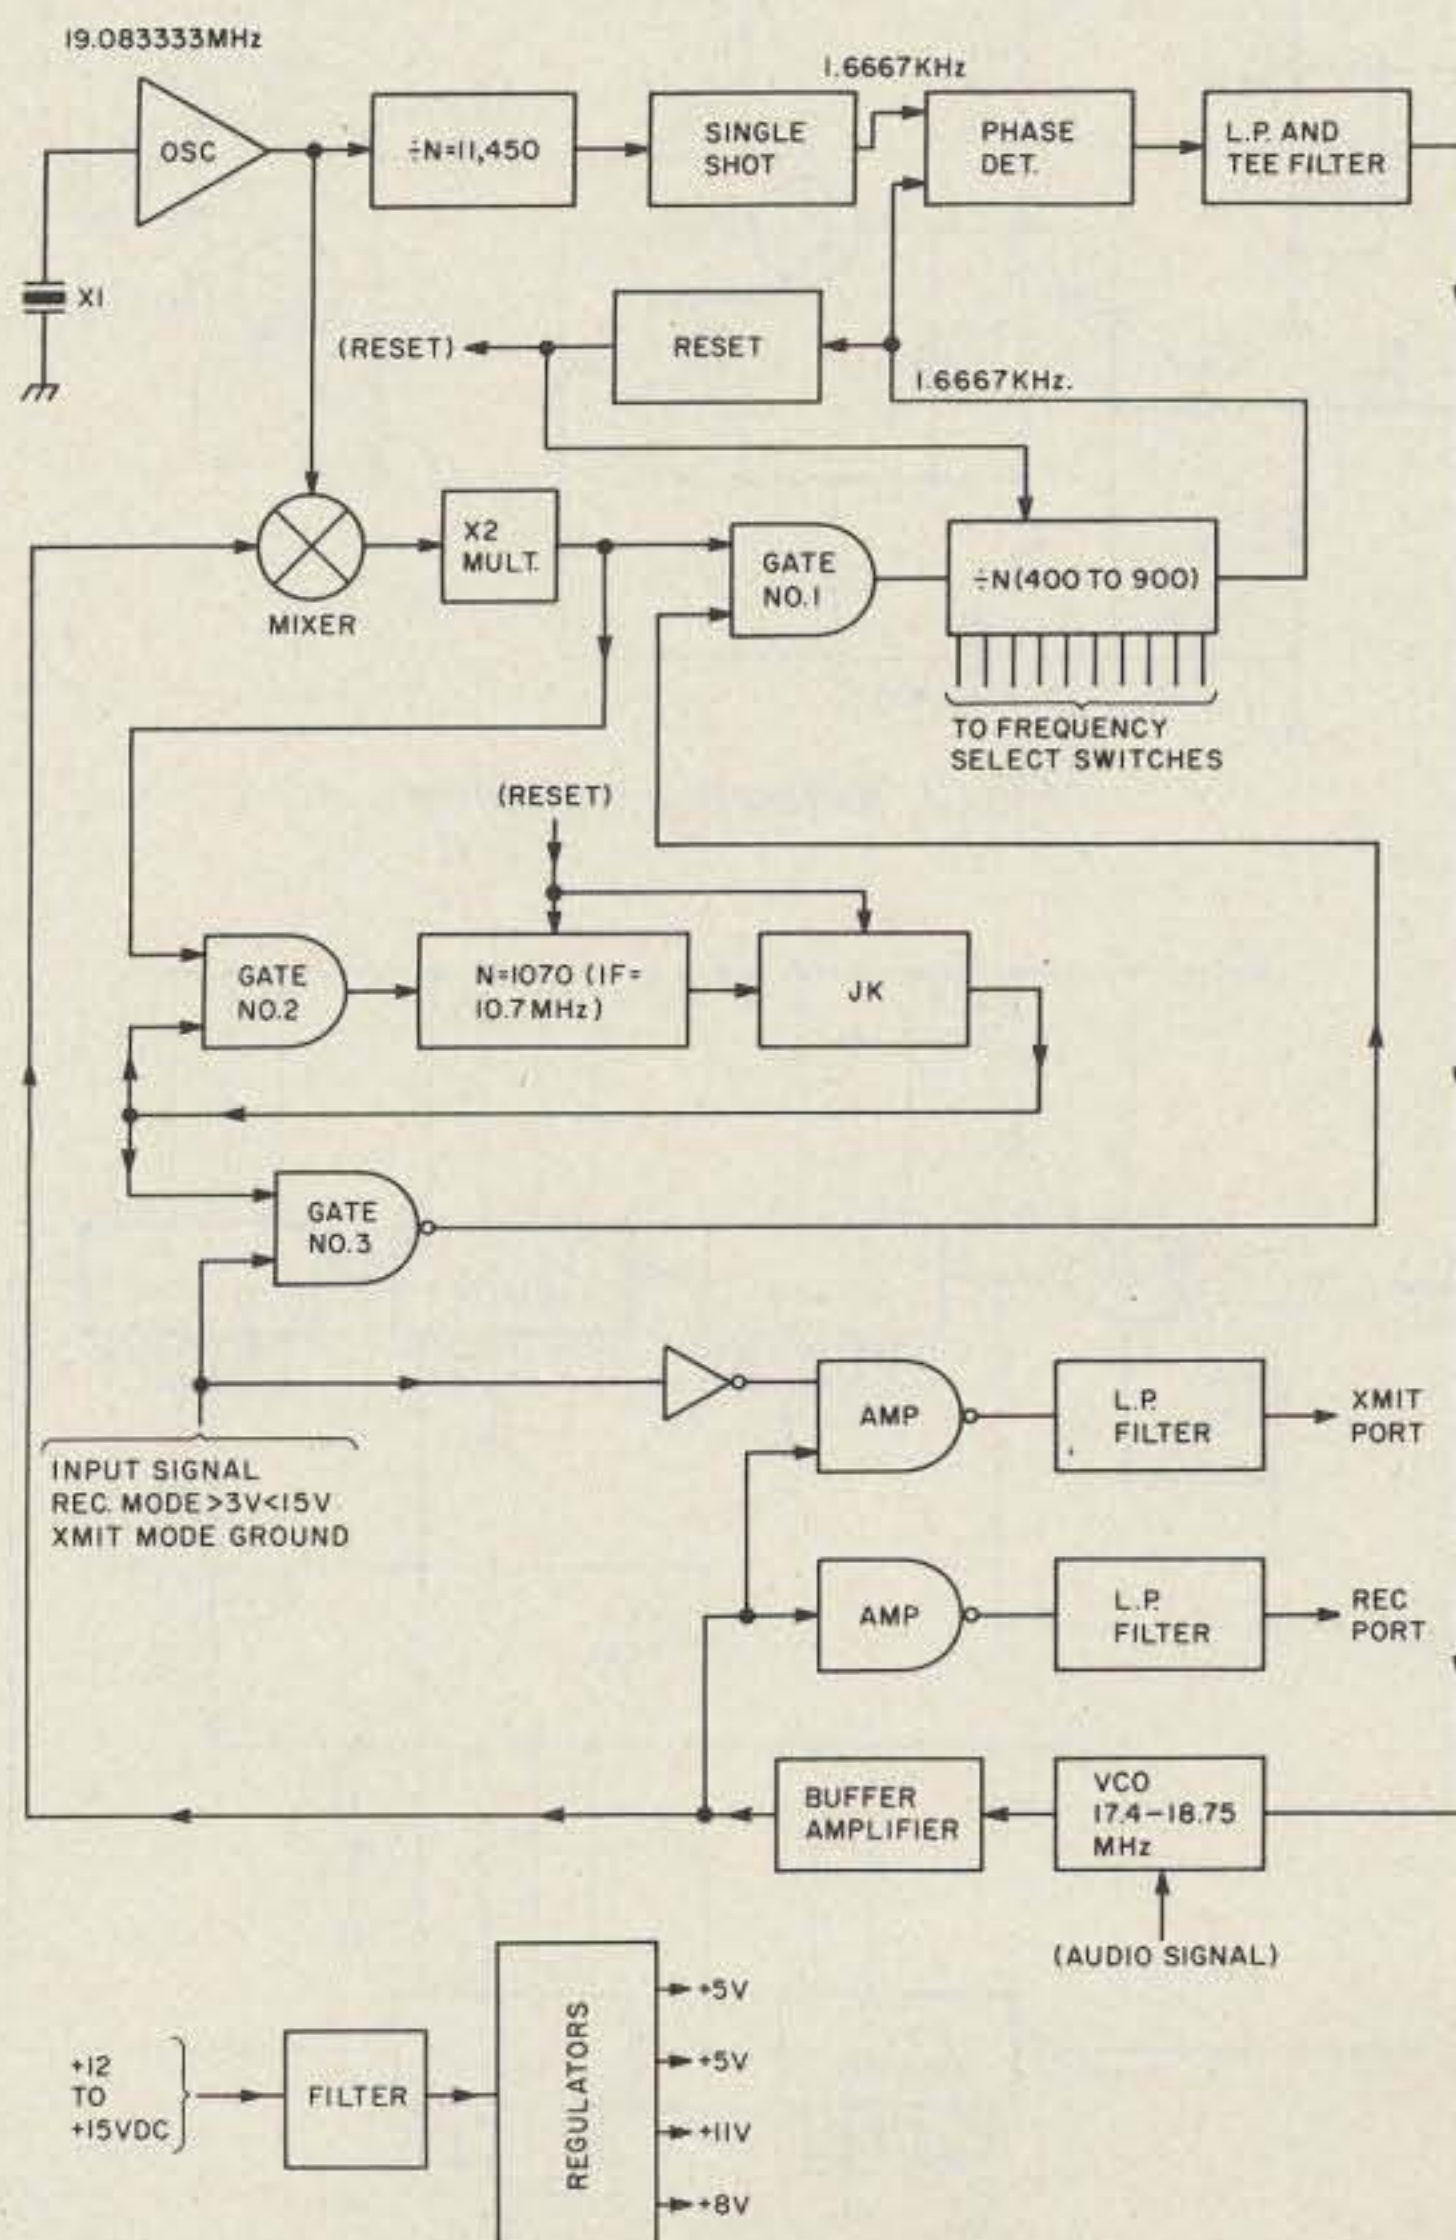 19.083333MHz
OSC
÷N=11,450
SINGLE
SHOT
1.6667KHz
PHASE
DET.
L.P. AND
TEE FILTER
X1
(RESET)
RESET
1.6667KHz.
MIXER
X2
MULT.
GATE
NO.1
÷N(400 TO 900)
TO FREQUENCY
SELECT SWITCHES
(RESET)
GATE
NO.2
N=1070 (IF=
10.7MHz)
JK
GATE
NO.3
INPUT SIGNAL
REC. MODE>3V<15V
XMIT MODE GROUND
AMP
L.P.
FILTER
XMIT
PORT
AMP
L.P.
FILTER
REC
PORT
BUFFER
AMPLIFIER
VCO
17.4-18.75
MHz
(AUDIO SIGNAL)
+12
TO
+15VDC
FILTER
REGULATORS
+5V
+5V
+11V
+8V